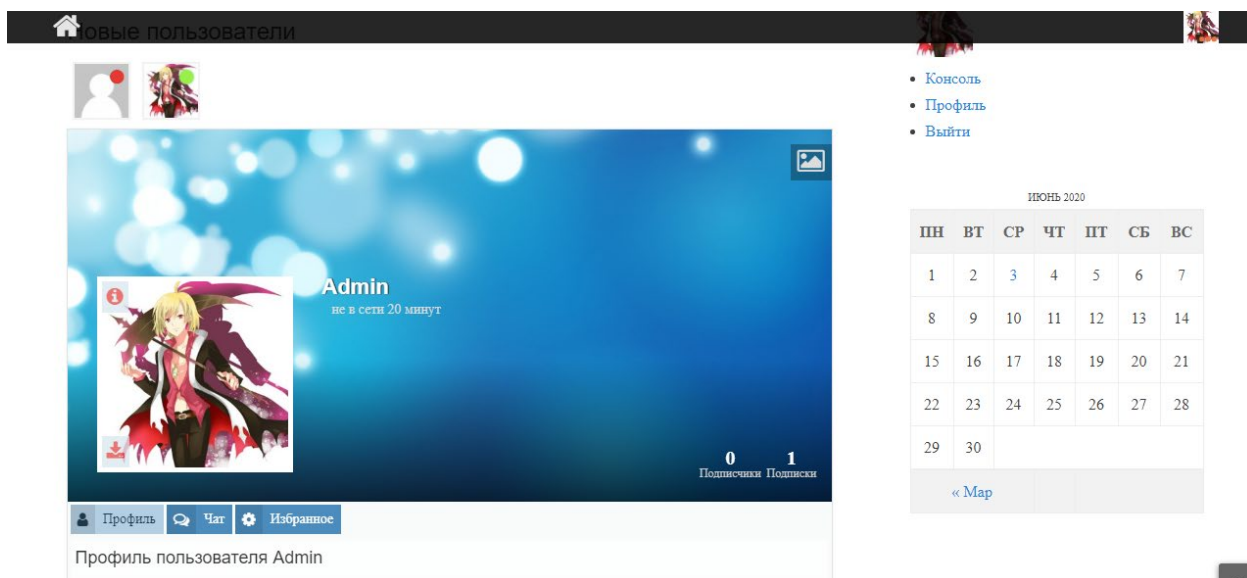 Новые пользователи
Admin
не в сети 20 минут
0 1
Подписчики Подписки
Профиль Чат Избранное
Профиль пользователя Admin
Консоль
Профиль
Выйти
ИЮНЬ 2020
ПН ВТ СР ЧТ ПТ СБ ВС
1 2 3 4 5 6 7
8 9 10 11 12 13 14
15 16 17 18 19 20 21
22 23 24 25 26 27 28
29 30
« Мар